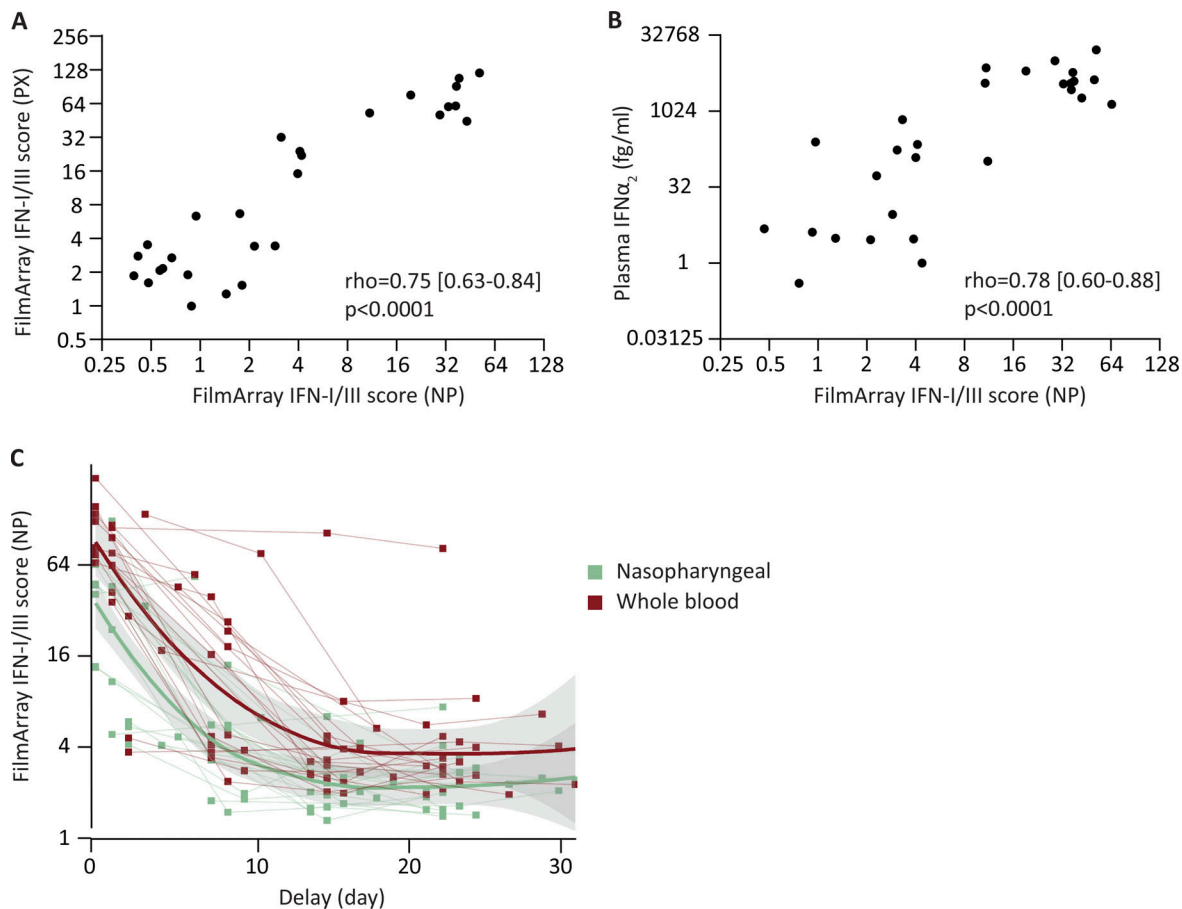 A
FilmArray IFN-I/III score (PX)
256
128
64
32
16
8
4
2
1
0.5
0.25 0.5 1 2 4 8 16 32 64 128
FilmArray IFN-I/III score (NP)
rho=0.75 [0.63-0.84]
p<0.0001
B
Plasma IFNα₂ (fg/ml)
32768
1024
32
1
0.03125
0.25 0.5 1 2 4 8 16 32 64 128
FilmArray IFN-I/III score (NP)
rho=0.78 [0.60-0.88]
p<0.0001
C
FilmArray IFN-I/III score (NP)
64
16
4
1
0 10 20 30
Delay (day)
Nasopharyngeal
Whole blood